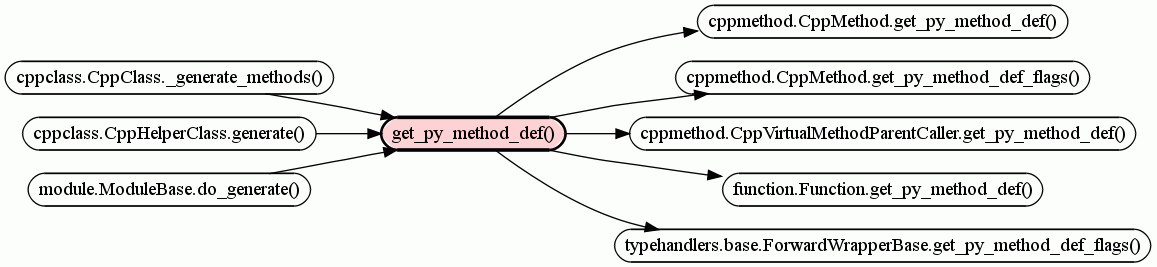 cppclass.CppClass._generate_methods()
cppclass.CppHelperClass.generate()
module.ModuleBase.do_generate()
get_py_method_def()
cppmethod.CppMethod.get_py_method_def()
cppmethod.CppMethod.get_py_method_def_flags()
cppmethod.CppVirtualMethodParentCaller.get_py_method_def()
function.Function.get_py_method_def()
typehandlers.base.ForwardWrapperBase.get_py_method_def_flags()